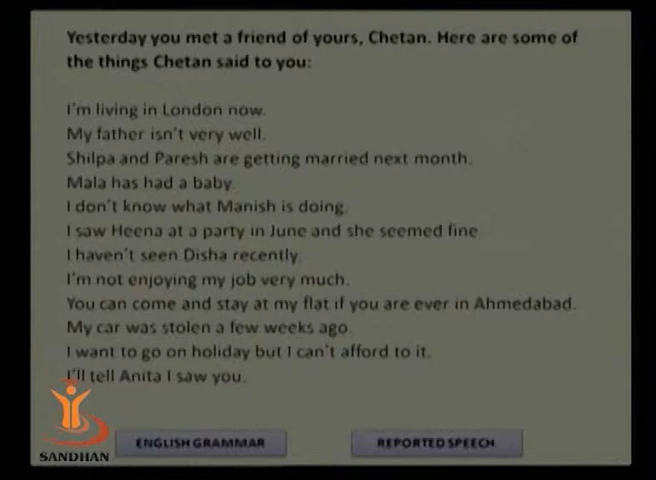 Yesterday you met a friend of yours, Chetan. Here are some of
the things Chetan said to you:
I'm living in London now.
My father isn't very well.
Shilpa and Paresh are getting married next month.
Mala has had a baby.
I don't know what Manish is doing.
I saw Heena at a party in June and she seemed fine
I haven't seen Disha recently
I'm not enjoying my job very much.
You can come and stay at my flat if you are ever in Ahmedabad.
My car was stolen a few weeks ago.
I want to go on holiday but I can't afford to it.
I'll tell Anita I saw you.
SANDHAN
ENGLISH GRAMMAR
REPORTED SPEECH